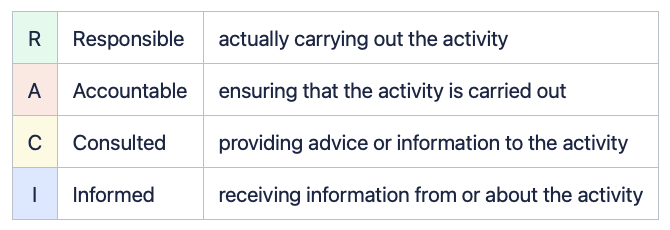 R Responsible actually carrying out the activity
A Accountable ensuring that the activity is carried out
C Consulted providing advice or information to the activity
I Informed receiving information from or about the activity